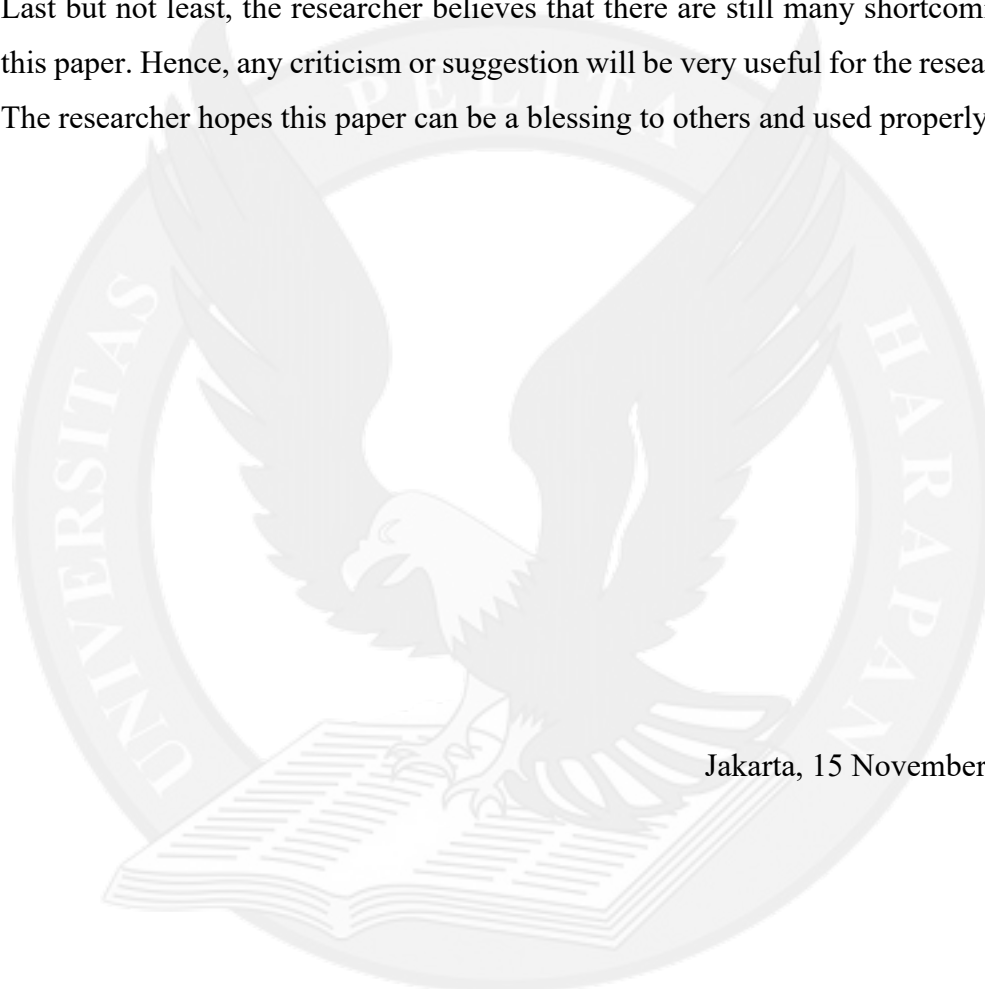 Last but not least, the researcher believes that there are still many shortcom
this paper. Hence, any criticism or suggestion will be very useful for the resea
The researcher hopes this paper can be a blessing to others and used properly
PELITA
UNIVERSITAS
HARAPAN
Jakarta, 15 November